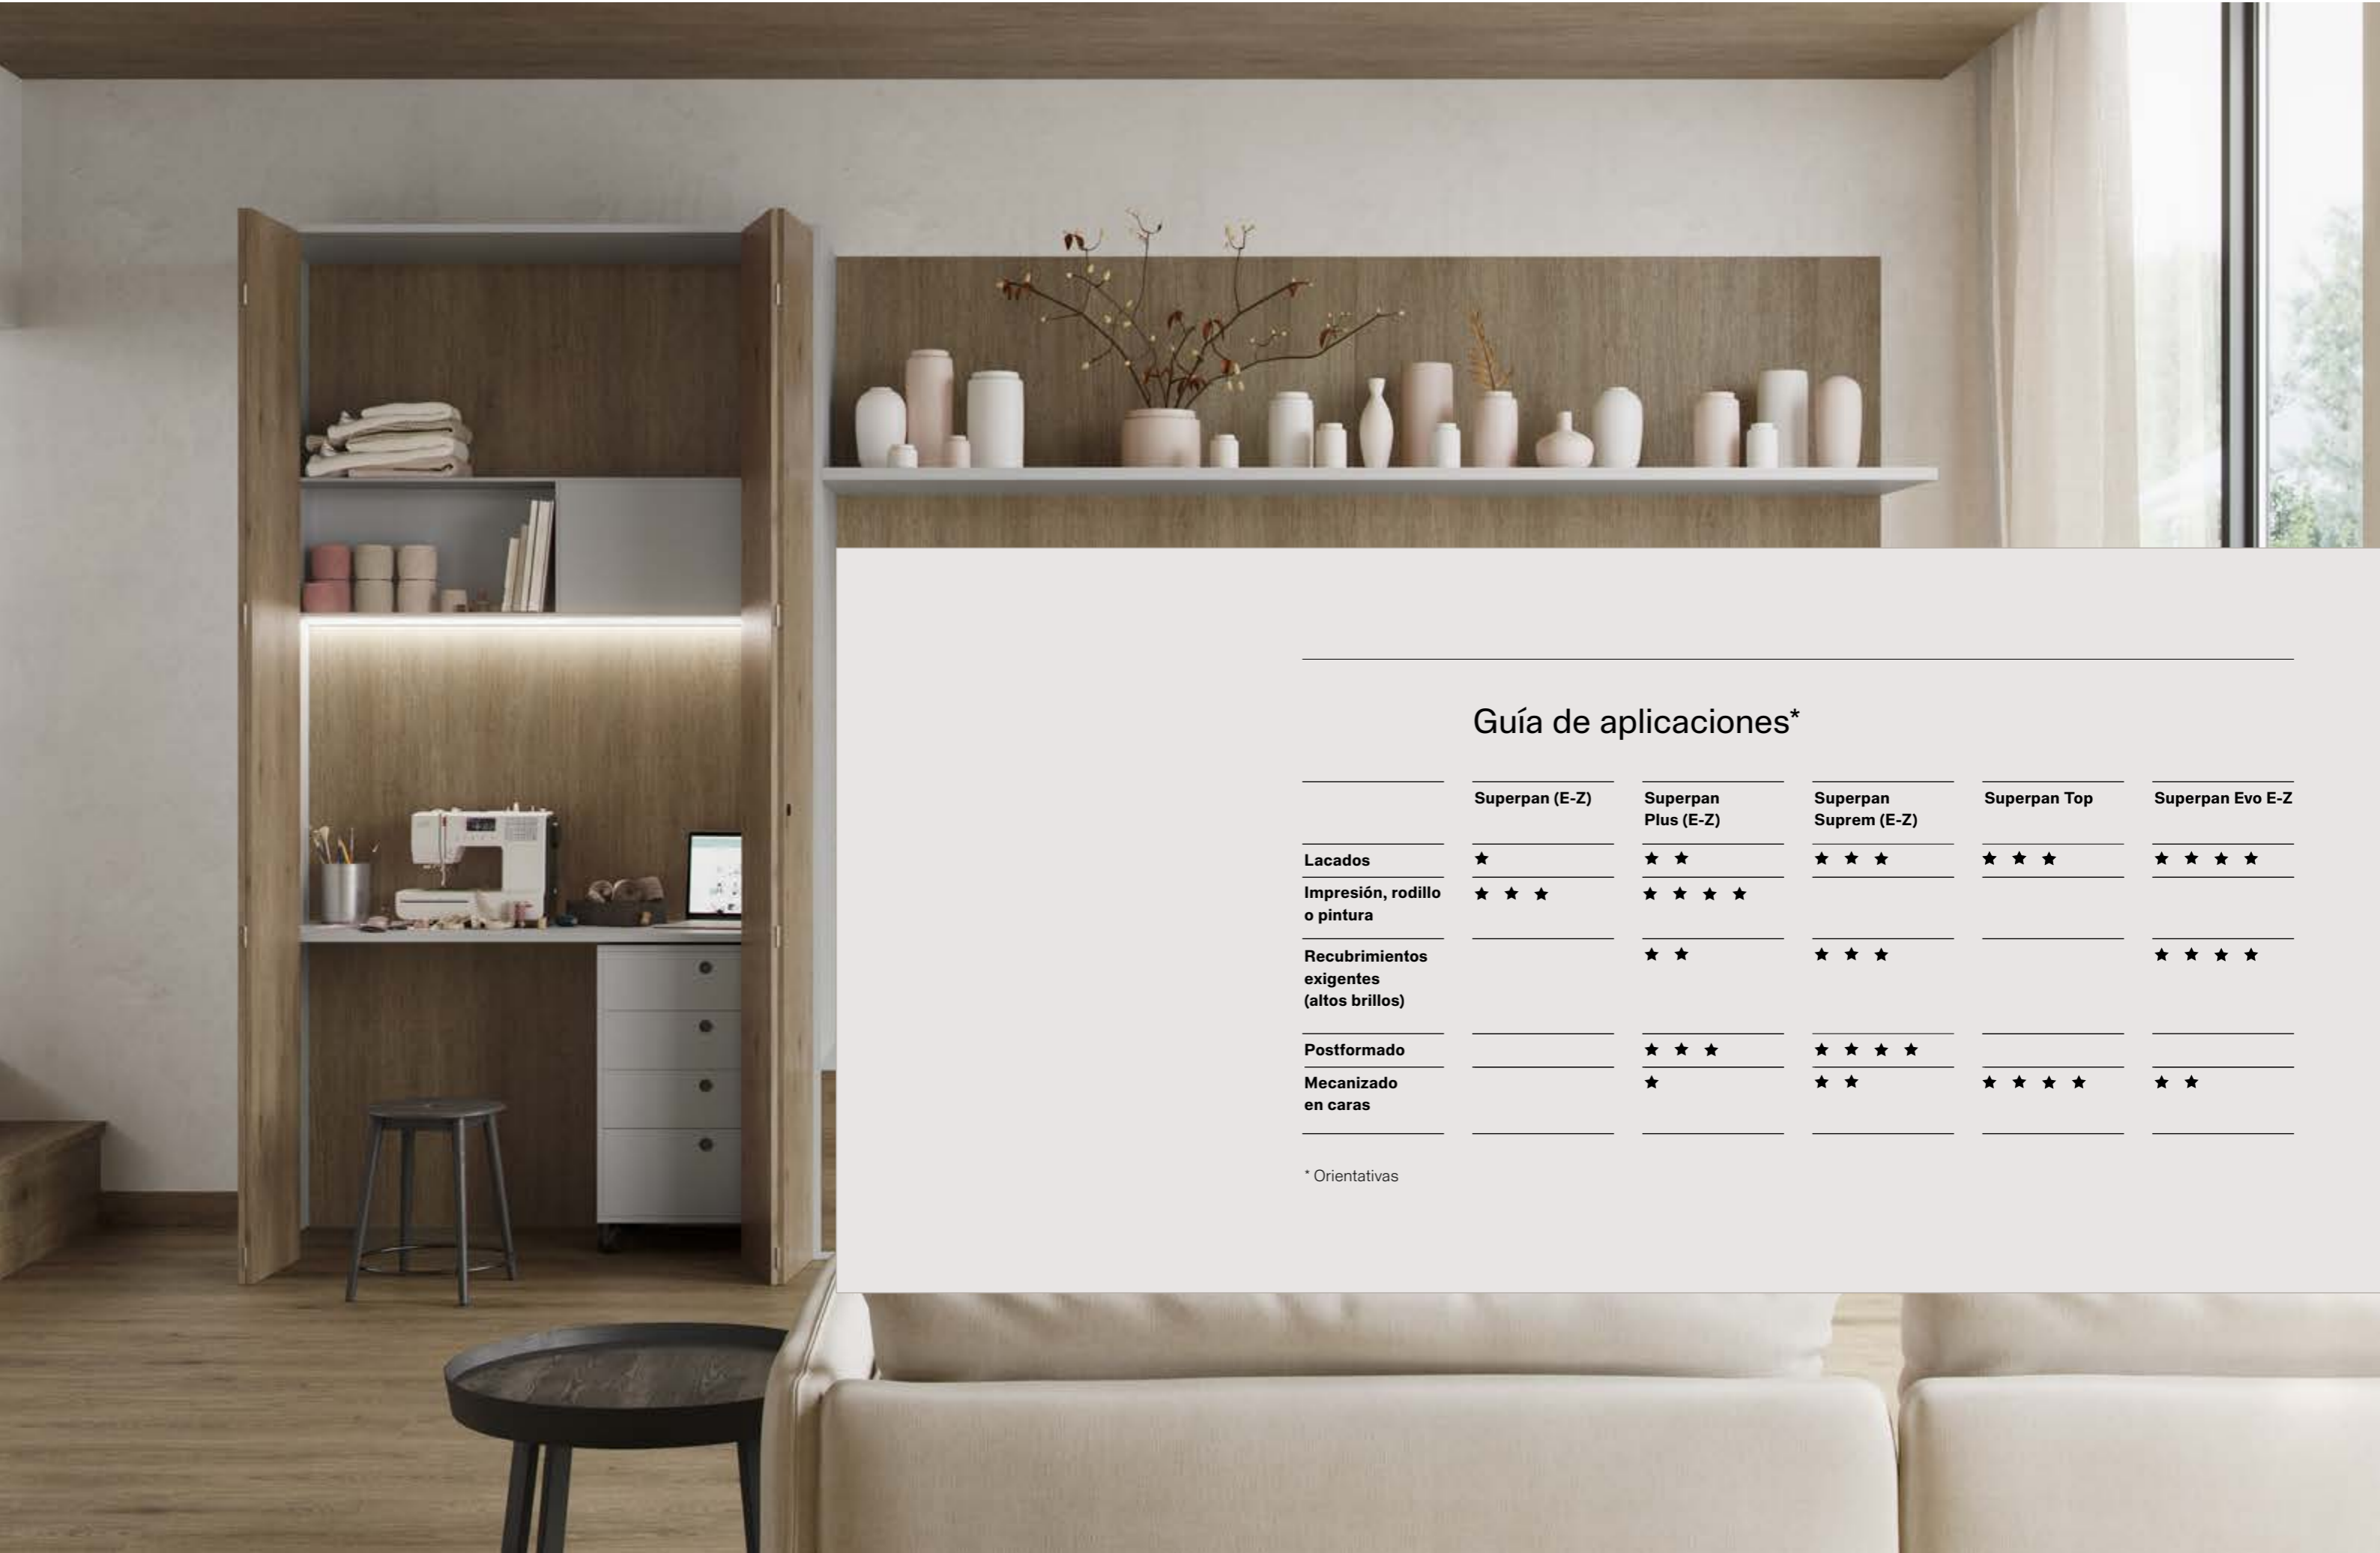 Guía de aplicaciones*
Superpan (E-Z)
Superpan
Plus (E-Z)
Superpan
Suprem (E-Z)
Superpan Top
Superpan Evo E-Z
Lacados ★ ★ ★ ★ ★ ★ ★ ★ ★ ★ ★ ★ ★
Impresión, rodillo ★ ★ ★ ★ ★ ★ ★
o pintura
Recubrimientos ★ ★ ★ ★ ★ ★ ★ ★ ★
exigentes
(altos brillos)
Postformado ★ ★ ★ ★ ★ ★ ★
Mecanizado ★ ★ ★ ★ ★ ★ ★ ★ ★
en caras
* Orientativas